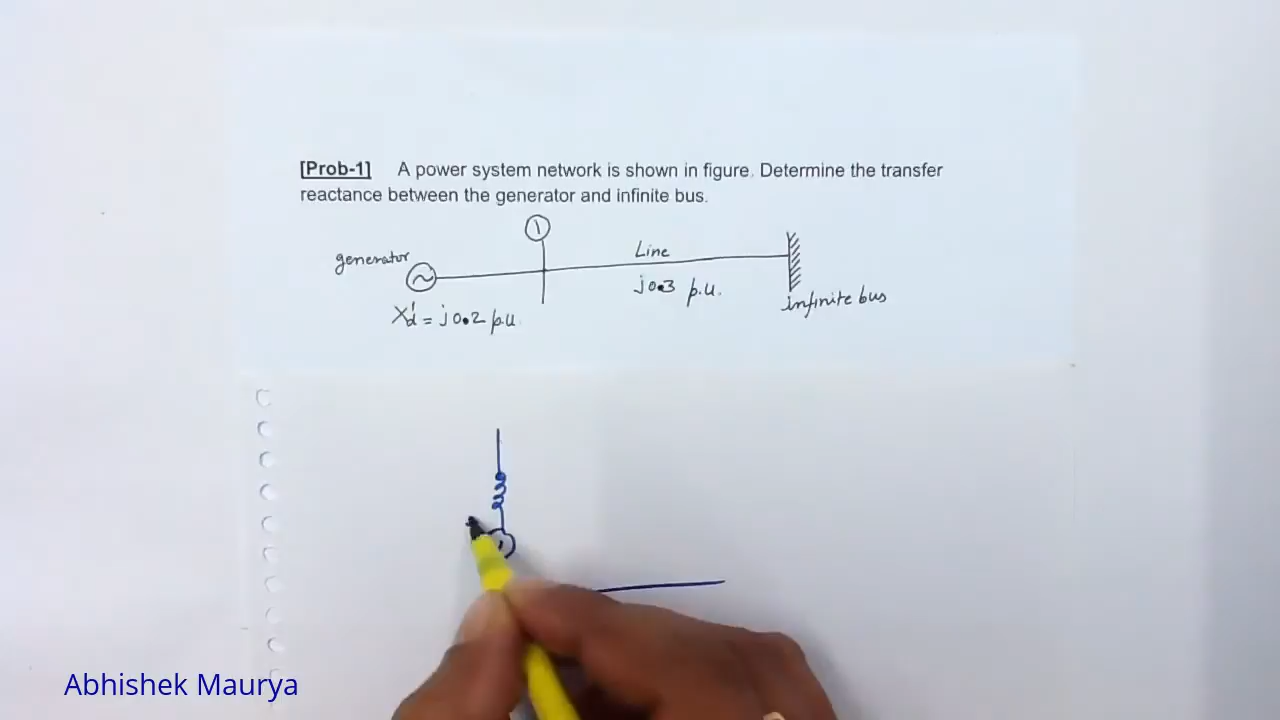 [Prob-1] A power system network is shown in figure. Determine the transfer
reactance between the generator and infinite bus.
1
generator
Line
j0.3 p.u.
infinite bus
X'd = j0.2 p.u.
Abhishek Maurya